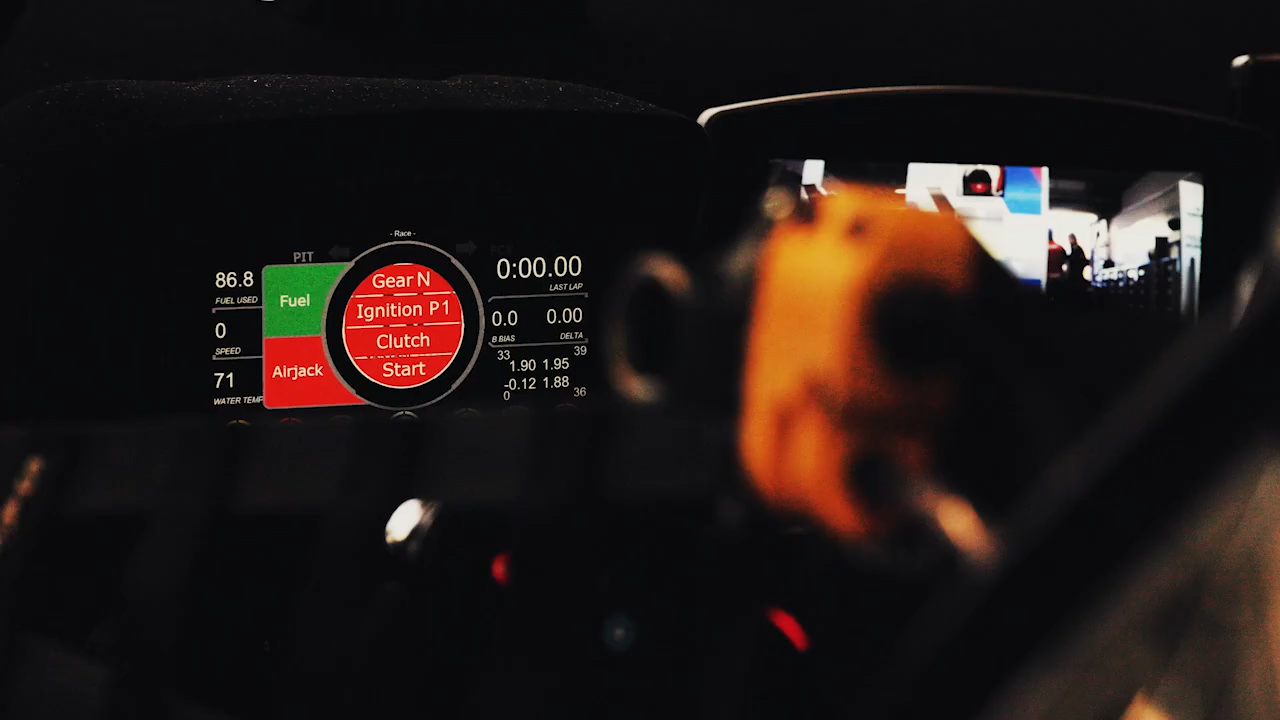 - Race -
PIT
86.8
FUEL USED
0
SPEED
71
WATER TEMP
Fuel
Airjack
Gear N
Ignition P1
Clutch
Start
0:00.00
LAST LAP
0.0 0.00
B BIAS DELTA
33 39
1.90 1.95
-0.12 1.88
0 36